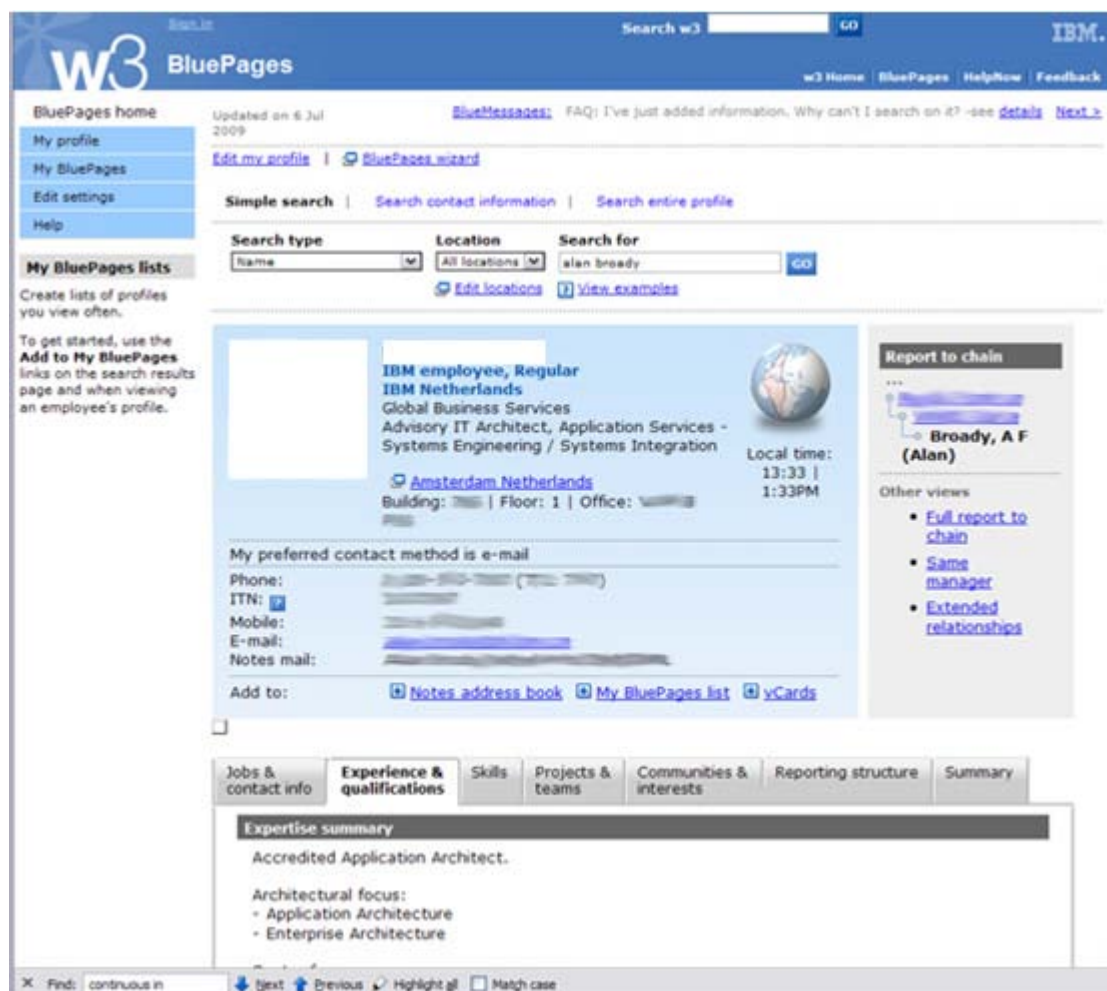 Sign in
Search w3 GO
IBM.
w3 BluePages
w3 Home BluePages HelpNow Feedback
BluePages home
My profile
My BluePages
Edit settings
Help
My BluePages lists
Create lists of profiles
you view often.
To get started, use the
Add to My BluePages
links on the search results
page and when viewing
an employee's profile.
Updated on 6 Jul
2009
BlueMessages: FAQ: I've just added information. Why can't I search on it? -see details Next >
Edit my profile | BluePages wizard
Simple search | Search contact information | Search entire profile
Search type Location Search for
Name All locations alan broady GO
Edit locations View examples
IBM employee, Regular
IBM Netherlands
Global Business Services
Advisory IT Architect, Application Services -
Systems Engineering / Systems Integration
Amsterdam Netherlands
Building: | Floor: 1 | Office:
Local time:
13:33 |
1:33PM
My preferred contact method is e-mail
Phone:
ITN:
Mobile:
E-mail:
Notes mail:
Add to: Notes address book My BluePages list vCards
Report to chain
...
Broady, A F
(Alan)
Other views
Full report to
chain
Same
manager
Extended
relationships
Jobs &
contact info
Experience &
qualifications
Skills
Projects &
teams
Communities &
interests
Reporting structure
Summary
Expertise summary
Accredited Application Architect.
Architectural focus:
- Application Architecture
- Enterprise Architecture
Find: continuous in Next Previous Highlight all Match case